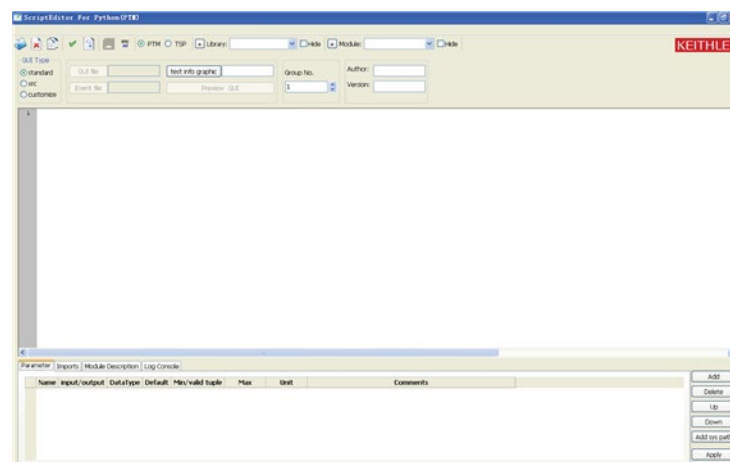 ScriptEditor For Python(PTM)
PTM TSP Library: Hide Module: Hide
KEITHLE
GUI Type
standard
src
customize
GUI file
Event file
test info graphic
Preview GUI
Group No.
1
Author:
Version:
1
Parameter Imports Module Description Log Console
Name Input/output DataType Default Min/valid tuple Max Unit Comments
Add
Delete
Up
Down
Add sys pat
Apply